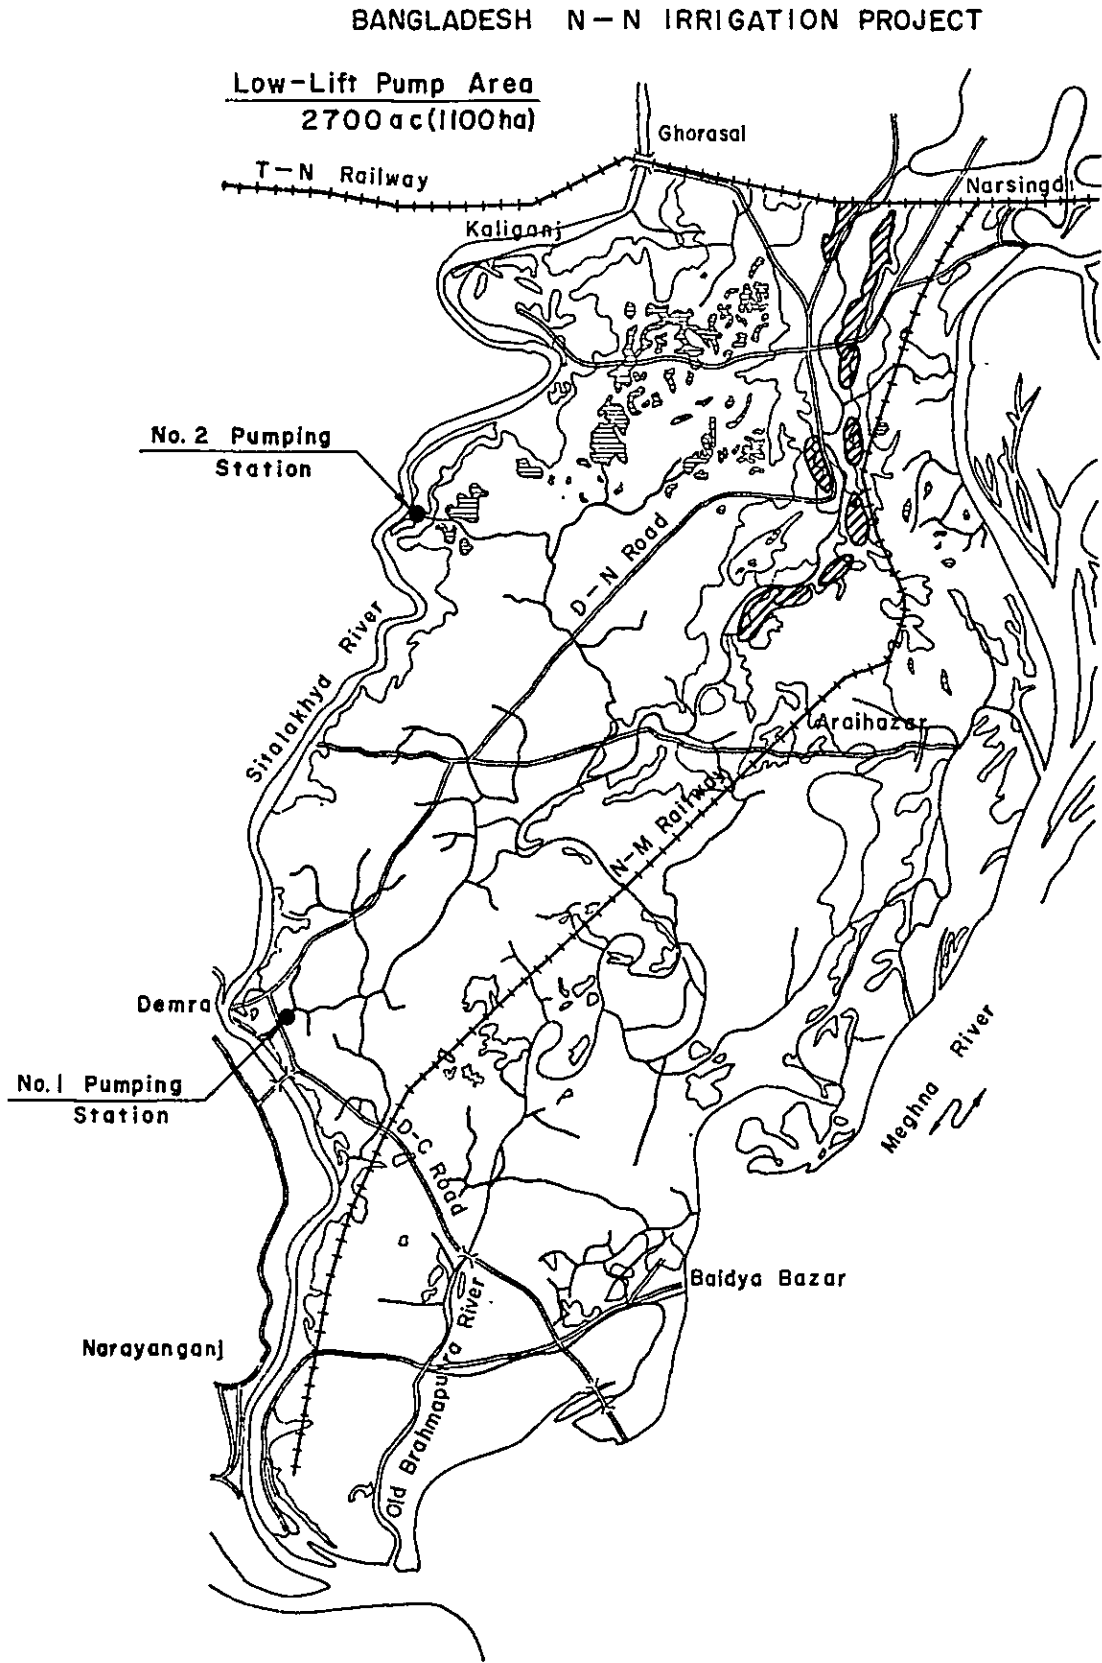 BANGLADESH N-N IRRIGATION PROJECT
Low-Lift Pump Area
2700 ac(1100ha)
Ghorasal
T-N Railway
Narsingdi
Kaliganj
No. 2 Pumping
Station
D-N Road
Sitalakhya River
Araihazar
N-M Railway
Demra
Meghna River
No. 1 Pumping
Station
D-C Road
Baidya Bazar
Narayanganj
Old Brahmaputra River